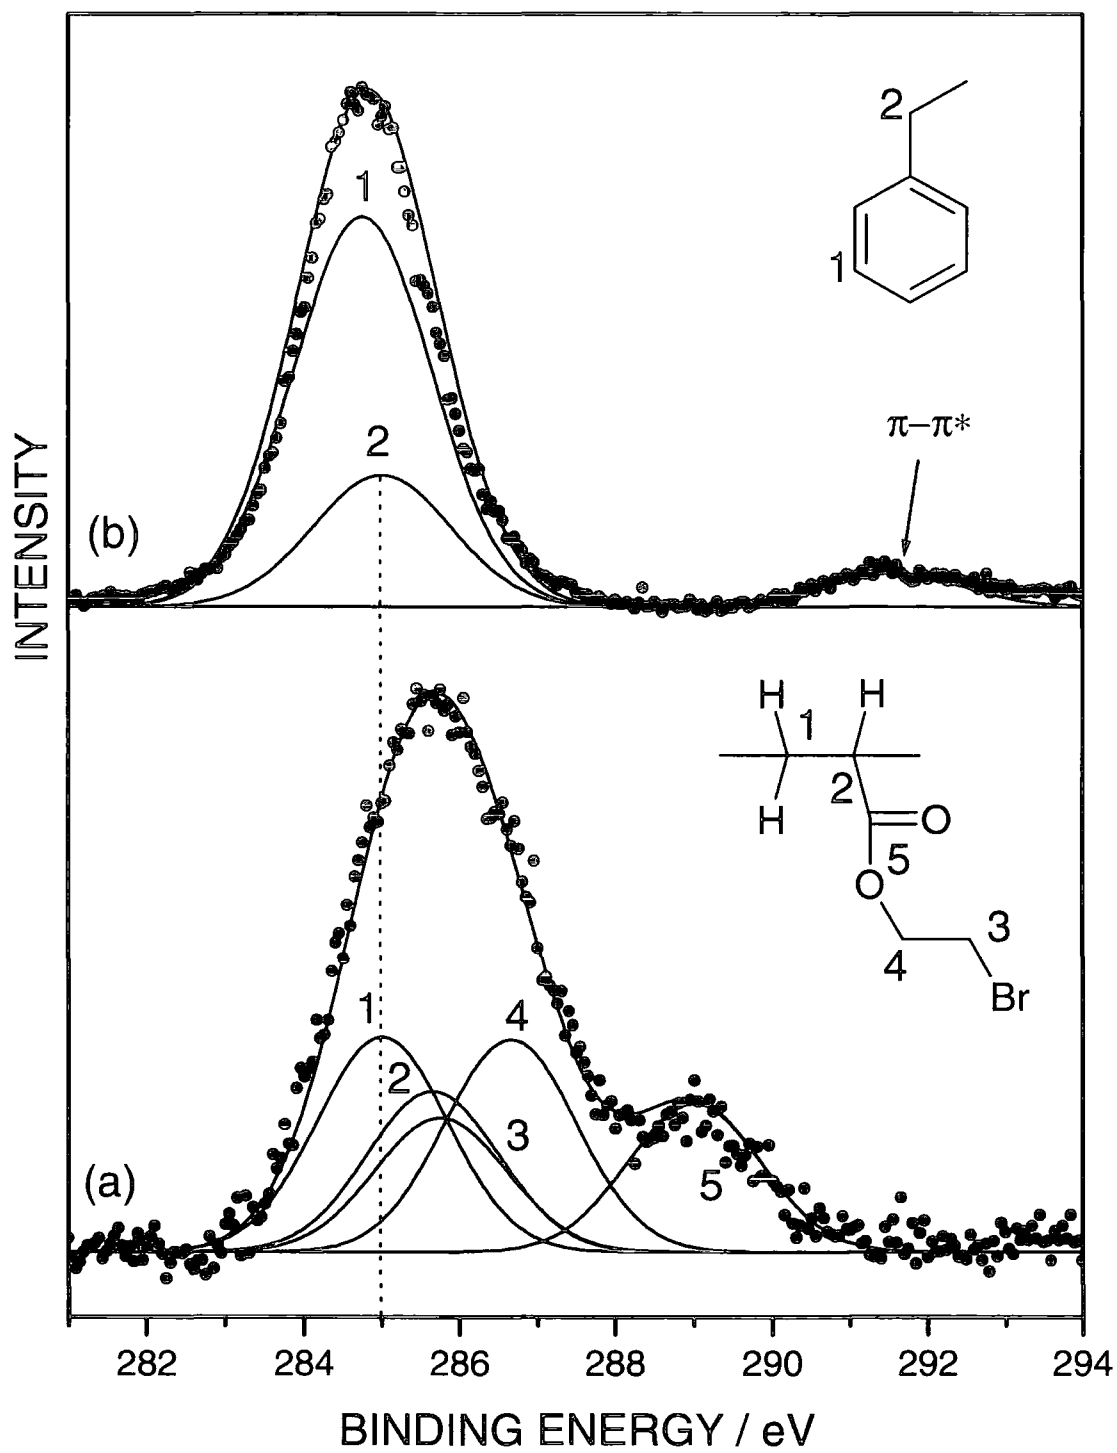 INTENSITY
2
1
1
2
π–π*
(b)
H H
1
2
H
O
5
O
3
4
Br
1
2
4
3
5
(a)
282 284 286 288 290 292 294
BINDING ENERGY / eV